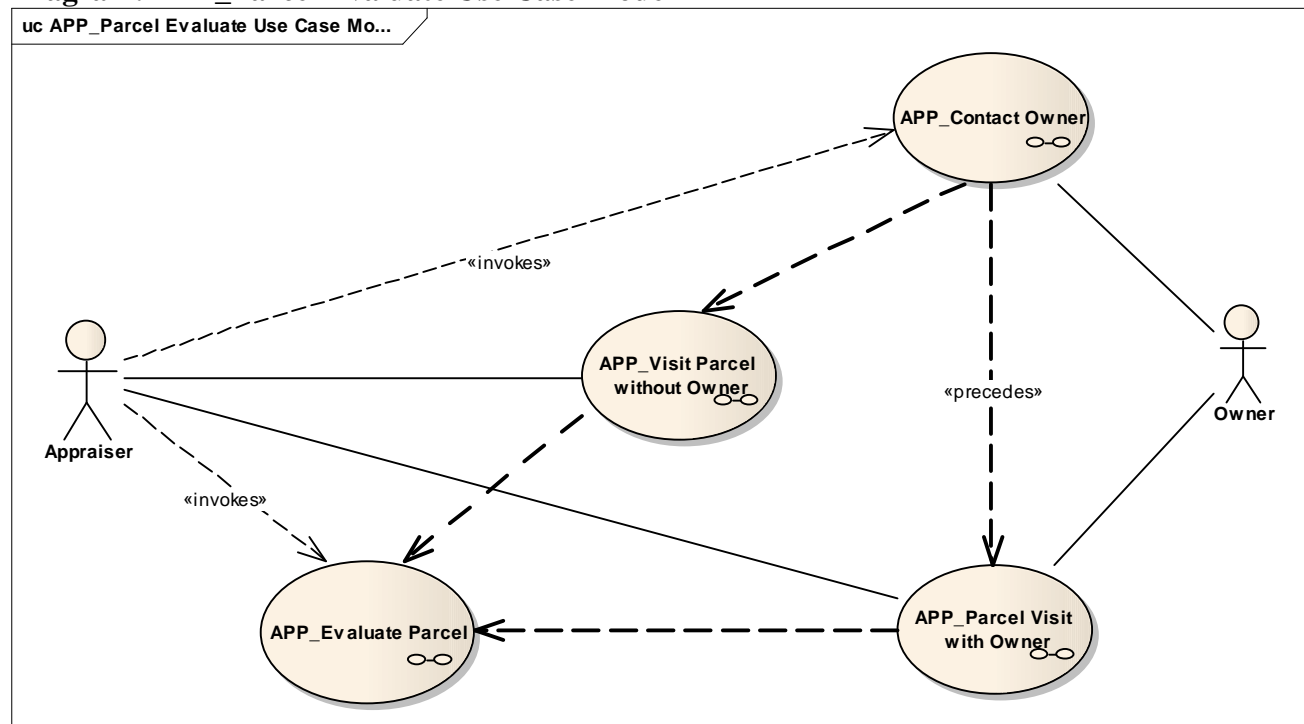 uc APP_Parcel Evaluate Use Case Mo...
APP_Contact Owner
«invokes»
APP_Visit Parcel
without Owner
«precedes»
Appraiser
Owner
«invokes»
APP_Evaluate Parcel
APP_Parcel Visit
with Owner